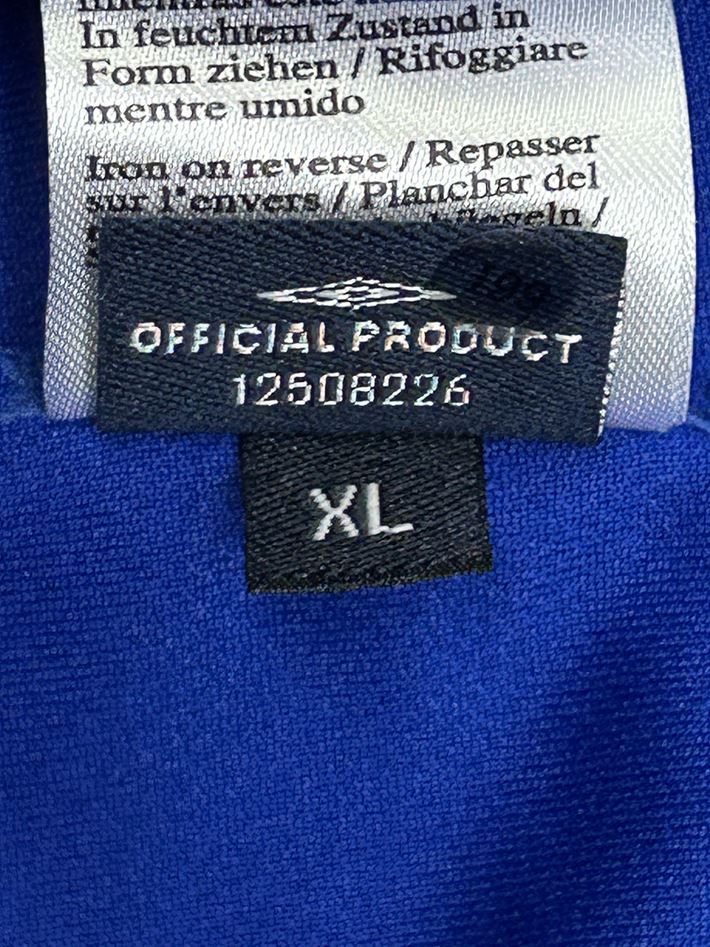 In feuchtem Zustand in
Form ziehen / Rifoggiare
mentre umido
Iron on reverse / Repasser
sur l'envers / Planchar del
OFFICIAL PRODUCT
12508226
XL